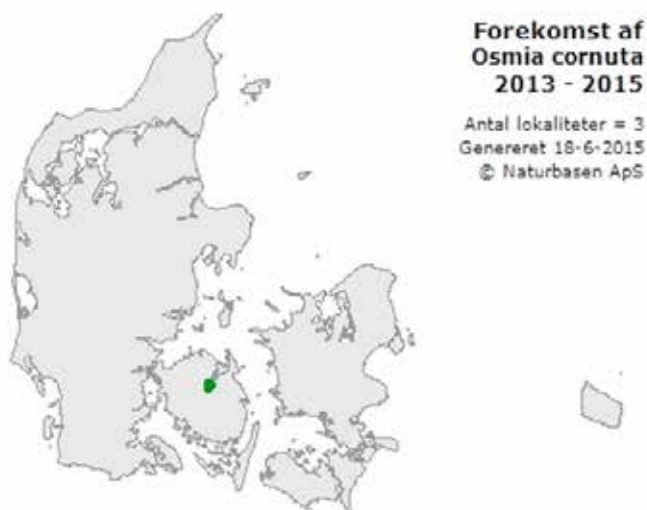 Forekomst af
Osmia cornuta
2013 - 2015
Antal lokaliteter = 3
Genereret 18-6-2015
© Naturbasen ApS